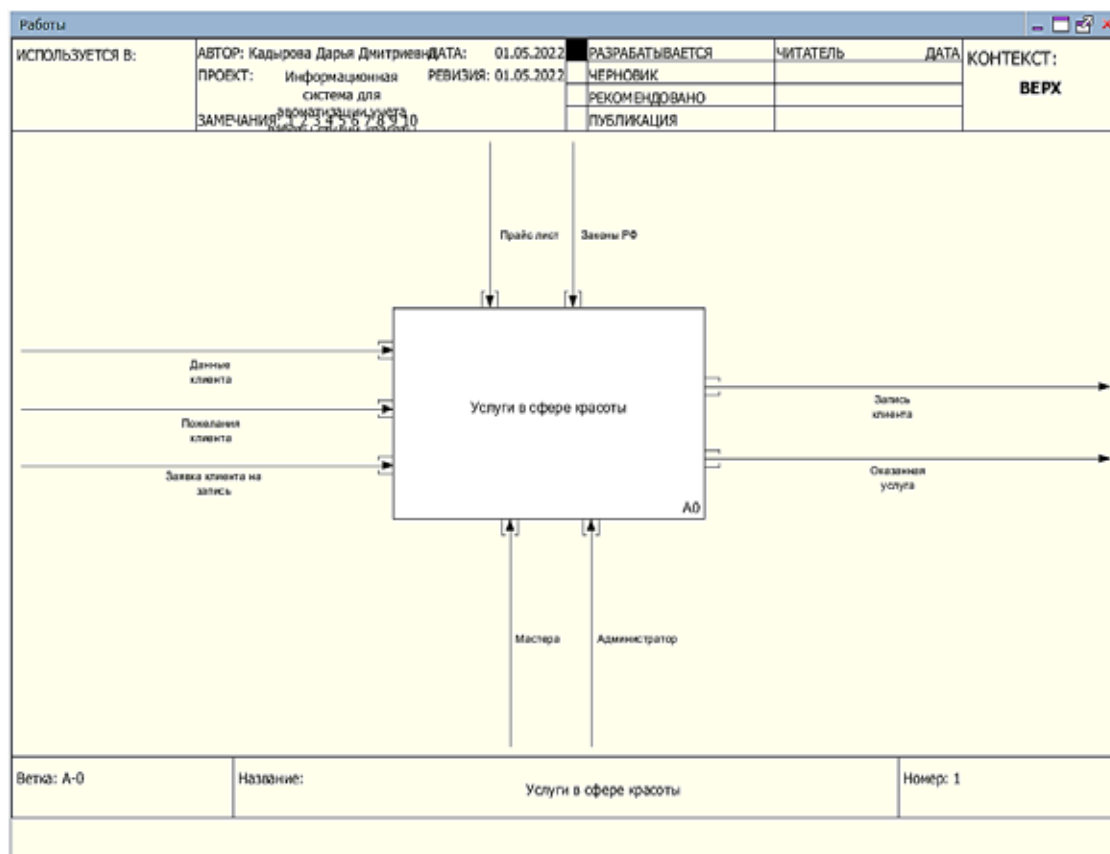 Работы
ИСПОЛЬЗУЕТСЯ В:
АВТОР: Кадырова Дарья Дмитриевна
ДАТА: 01.05.2022
ПРОЕКТ: Информационная
система для
РЕВИЗИЯ: 01.05.2022
ЗАМЕЧАНИЯ: 1 2 3 4 5 6 7 8 9 10
РАЗРАБАТЫВАЕТСЯ
ЧЕРНОВИК
РЕКОМЕНДОВАНО
ПУБЛИКАЦИЯ
ЧИТАТЕЛЬ
ДАТА
КОНТЕКСТ:
ВЕРХ
Прайс лист
Законы РФ
Данные
клиента
Пожелания
клиента
Заявка клиента на
запись
Услуги в сфере красоты
A0
Запись
клиента
Оказанная
услуга
Мастера
Администратор
Ветка: A-0
Название:
Услуги в сфере красоты
Номер: 1